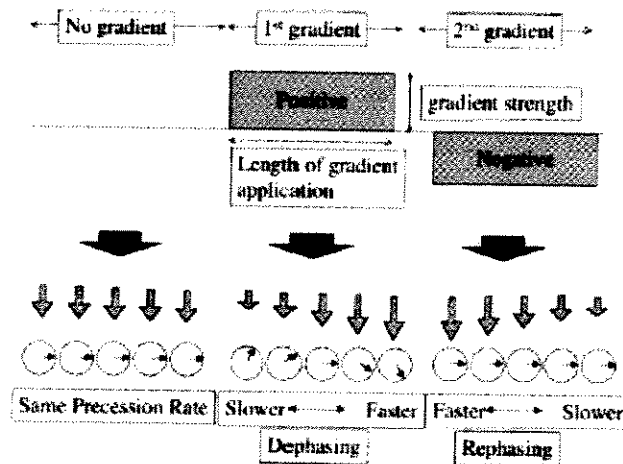 No gradient
1st gradient
2nd gradient
Positive
gradient strength
Length of gradient
application
Negative
Same Precession Rate
Slower
Faster
Faster
Slower
Dephasing
Rephasing